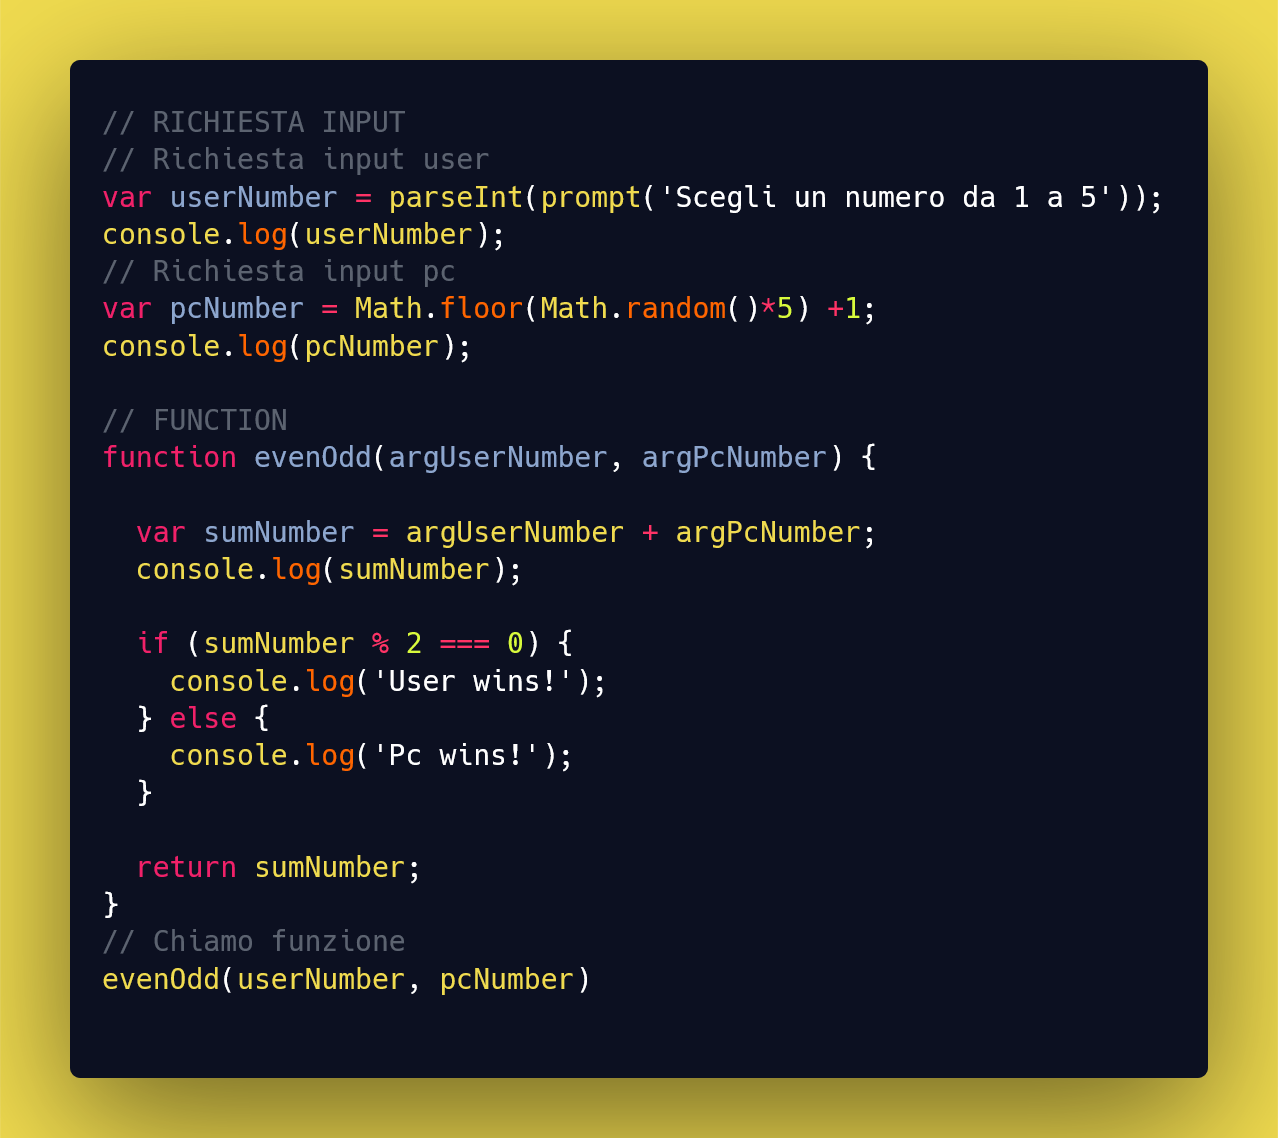 // RICHIESTA INPUT
// Richiesta input user
var userNumber = parseInt(prompt('Scegli un numero da 1 a 5'));
console.log(userNumber);
// Richiesta input pc
var pcNumber = Math.floor(Math.random()*5) +1;
console.log(pcNumber);

// FUNCTION
function evenOdd(argUserNumber, argPcNumber) {

  var sumNumber = argUserNumber + argPcNumber;
  console.log(sumNumber);

  if (sumNumber % 2 === 0) {
    console.log('User wins!');
  } else {
    console.log('Pc wins!');
  }

  return sumNumber;
}
// Chiamo funzione
evenOdd(userNumber, pcNumber)